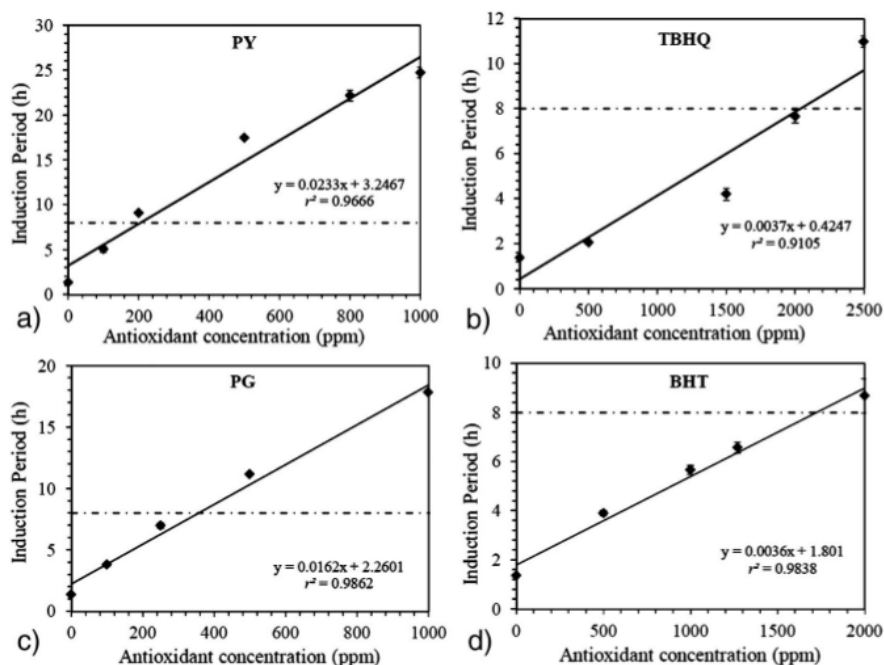 PY
Induction Period (h)
30
25
20
15
10
5
0
y = 0.0233x + 3.2467
r² = 0.9666
0 200 400 600 800 1000
a) Antioxidant concentration (ppm)
TBHQ
Induction Period (h)
12
10
8
6
4
2
0
y = 0.0037x + 0.4247
r² = 0.9105
0 500 1000 1500 2000 2500
b) Antioxidant concentration (ppm)
PG
Induction Period (h)
20
15
10
5
0
y = 0.0162x + 2.2601
r² = 0.9862
0 200 400 600 800 1000
c) Antioxidant concentration (ppm)
BHT
Induction Period (h)
10
8
6
4
2
0
y = 0.0036x + 1.801
r² = 0.9838
0 500 1000 1500 2000
d) Antioxidant concentration (ppm)